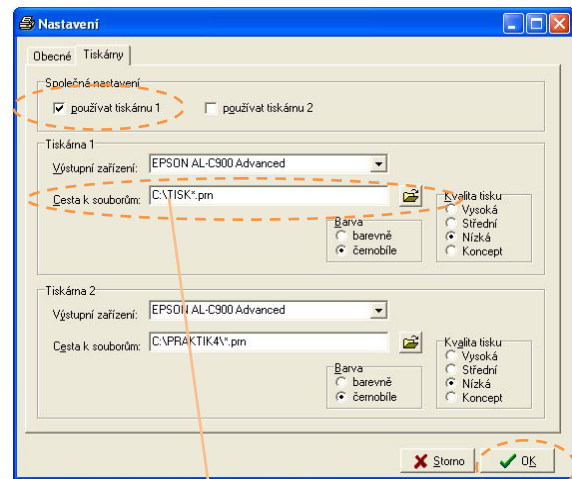 Nastavení
Obecné Tiskárny
Společná nastavení
používat tiskárnu 1 používat tiskárnu 2
Tiskárna 1
Výstupní zařízení: EPSON AL-C900 Advanced
Cesta k souborům: C:\TISK*.prn
Kvalita tisku
Vysoká
Barva Střední
barevně Nízká
černobíle Koncept
Tiskárna 2
Výstupní zařízení: EPSON AL-C900 Advanced
Cesta k souborům: C:\PRAKTIK4\*.prn
Kvalita tisku
Vysoká
Barva Střední
barevně Nízká
černobíle Koncept
Storno OK